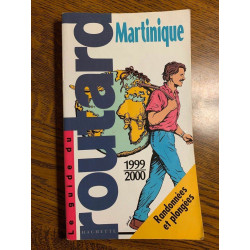 Le guide du
routard
Martinique
1999
2000
Randonnées
et plongées
HACHETTE